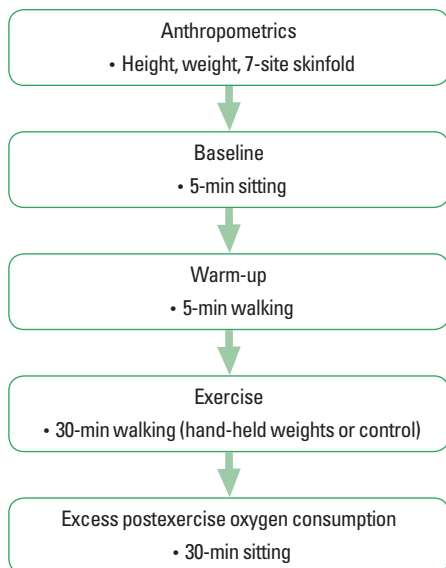 Anthropometrics
• Height, weight, 7-site skinfold
Baseline
• 5-min sitting
Warm-up
• 5-min walking
Exercise
• 30-min walking (hand-held weights or control)
Excess postexercise oxygen consumption
• 30-min sitting